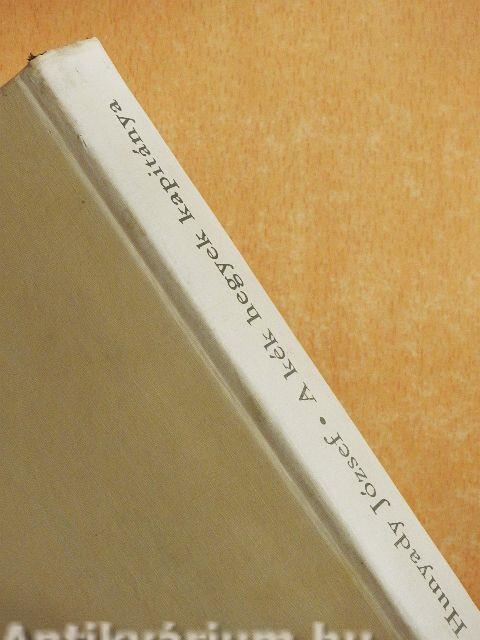 Hunyady József • A kék hegyek kapitánya
Antikvárium.hu